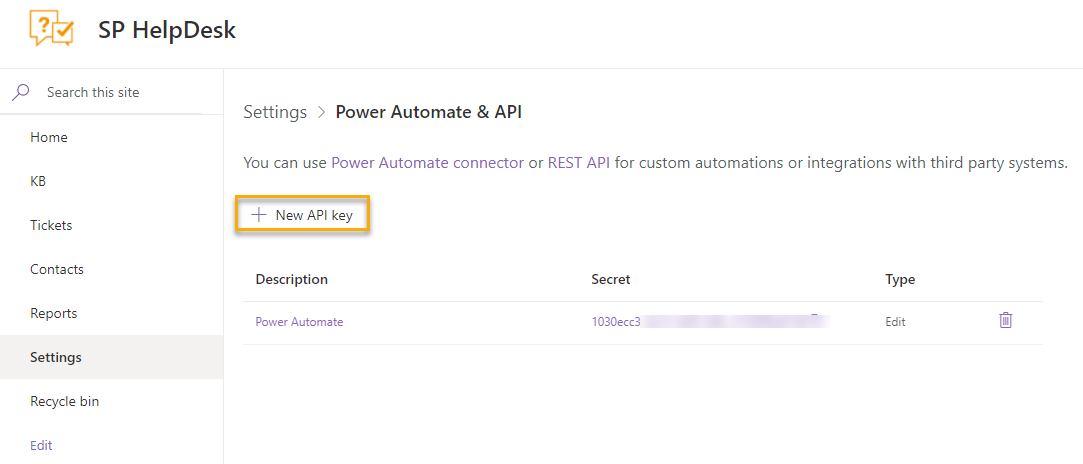 SP HelpDesk
Search this site
Home
KB
Tickets
Contacts
Reports
Settings
Recycle bin
Edit
Settings > Power Automate & API
You can use Power Automate connector or REST API for custom automations or integrations with third party systems.
+ New API key
Description Secret Type
Power Automate 1030ecc3 Edit